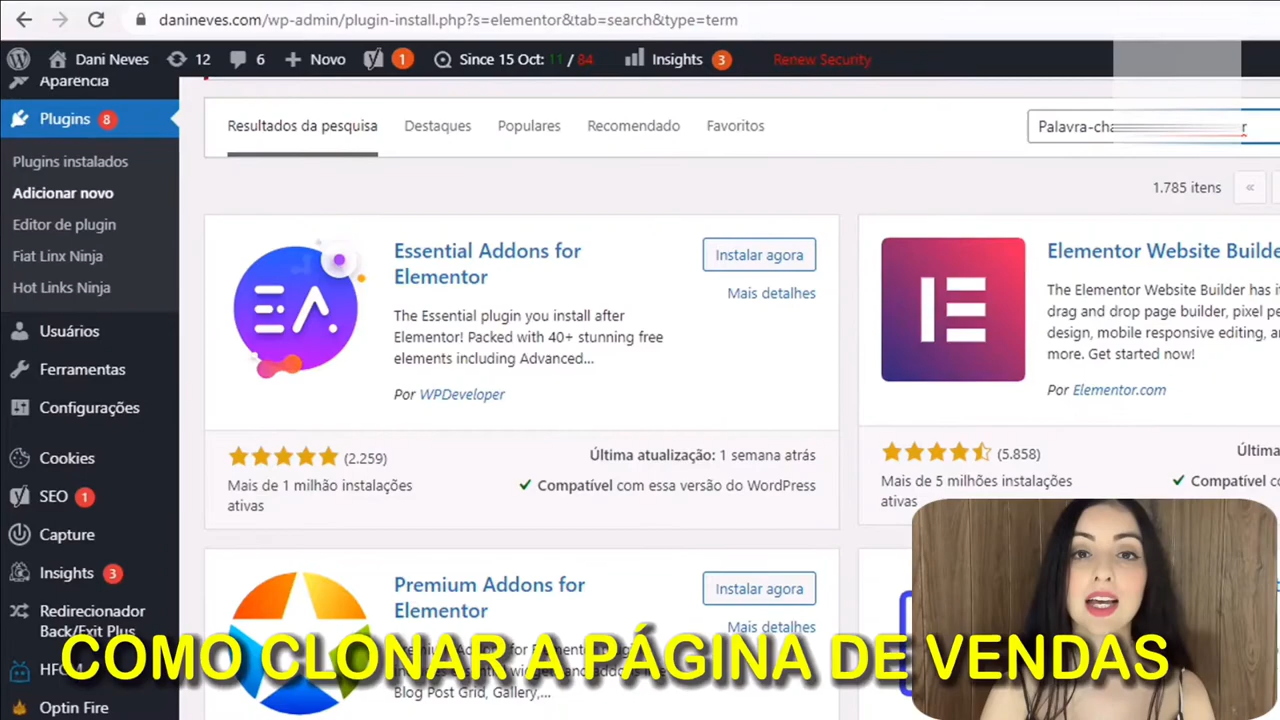 danineves.com/wp-admin/plugin-install.php?s=elementor&tab=search&type=term
Dani Neves 12 6 Novo 1 Since 15 Oct: 11 / 84 Insights 3 Renew Security
Aparência
Plugins 8
Plugins instalados
Adicionar novo
Editor de plugin
Fiat Linx Ninja
Hot Links Ninja
Usuários
Ferramentas
Configurações
Cookies
SEO 1
Capture
Insights 3
Redirecionador
Back/Exit Plus
Optin Fire
Resultados da pesquisa Destaques Populares Recomendado Favoritos
1.785 itens «
Essential Addons for
Elementor
Instalar agora
Mais detalhes
The Essential plugin you install after
Elementor! Packed with 40+ stunning free
elements including Advanced...
Por WPDeveloper
(2.259)
Mais de 1 milhão instalações
ativas
Última atualização: 1 semana atrás
Compatível com essa versão do WordPress
Elementor Website
The Elementor Website Builder has
drag and drop page builder, pixel
design, mobile responsive editing,
more. Get started now!
Por Elementor.com
(5.858)
Mais de 5 milhões instalações
ativas
Premium Addons for
Elementor
Instalar agora
Mais detalhes
Blog Post Grid, Gallery,...
COMO CLONAR A PÁGINA DE VENDAS